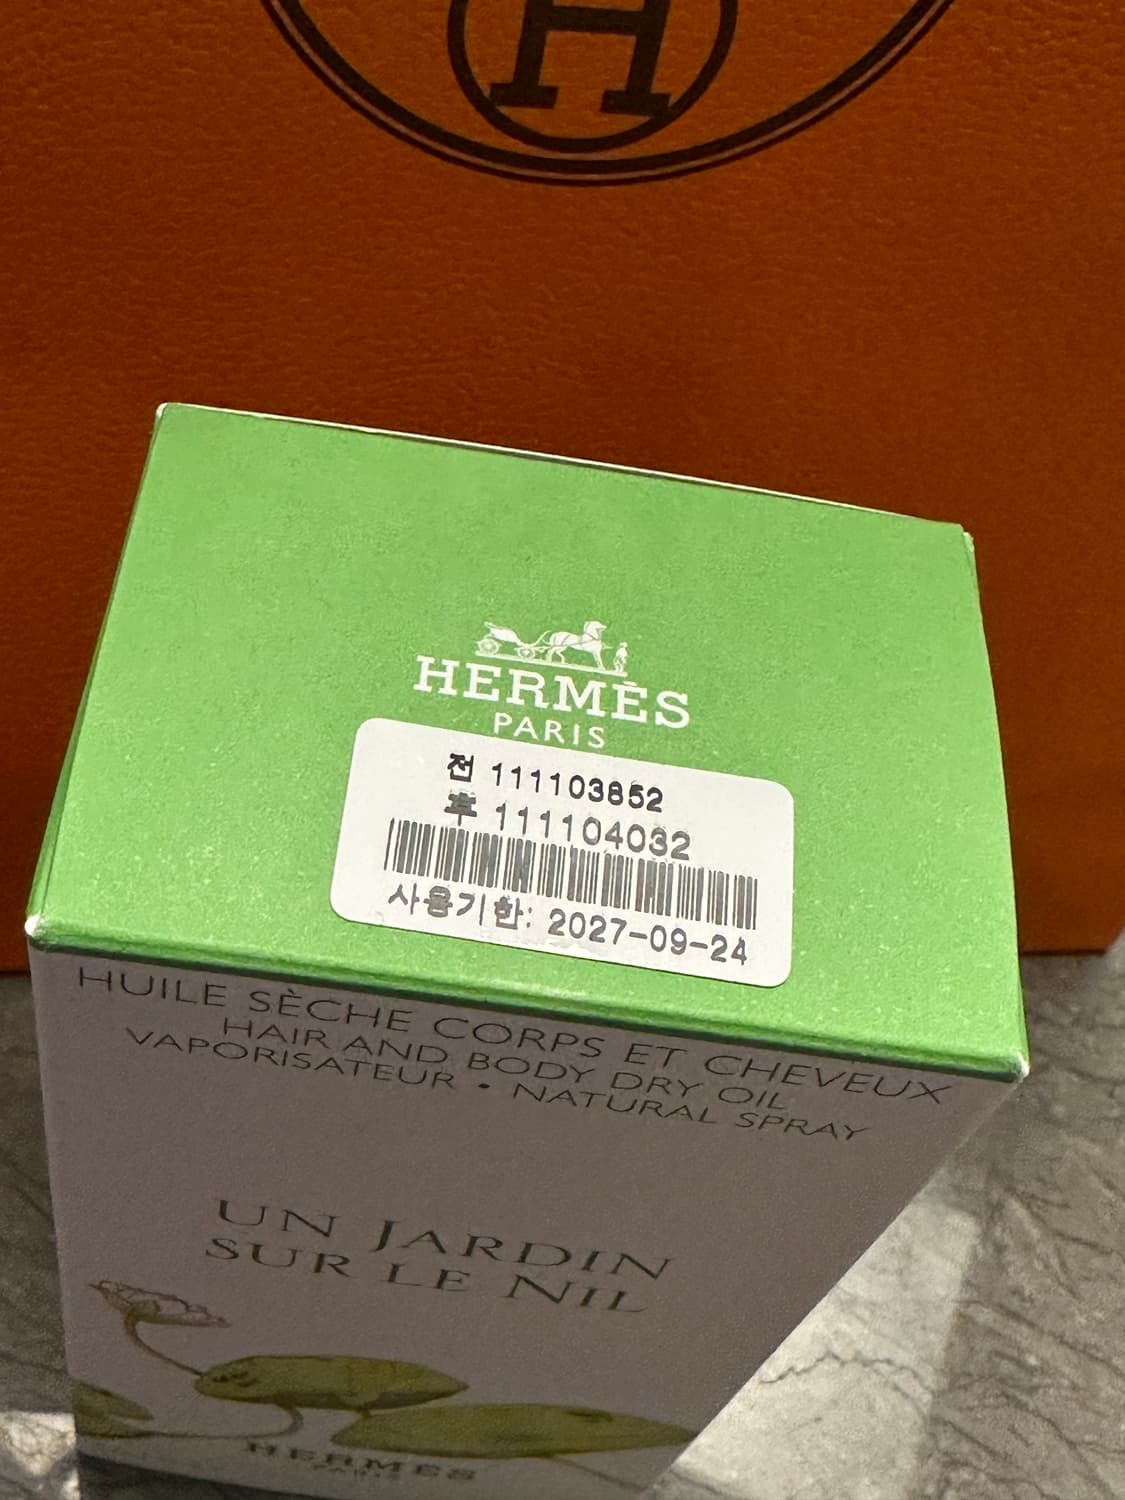 H
HERMÈS
PARIS
전 111103852
후 111104032
사용기한: 2027-09-24
HUILE SÈCHE CORPS ET CHEVEUX
HAIR AND BODY DRY OIL
VAPORISATEUR • NATURAL SPRAY
UN JARDIN
SUR LE NIL
HERMÈS
PARIS